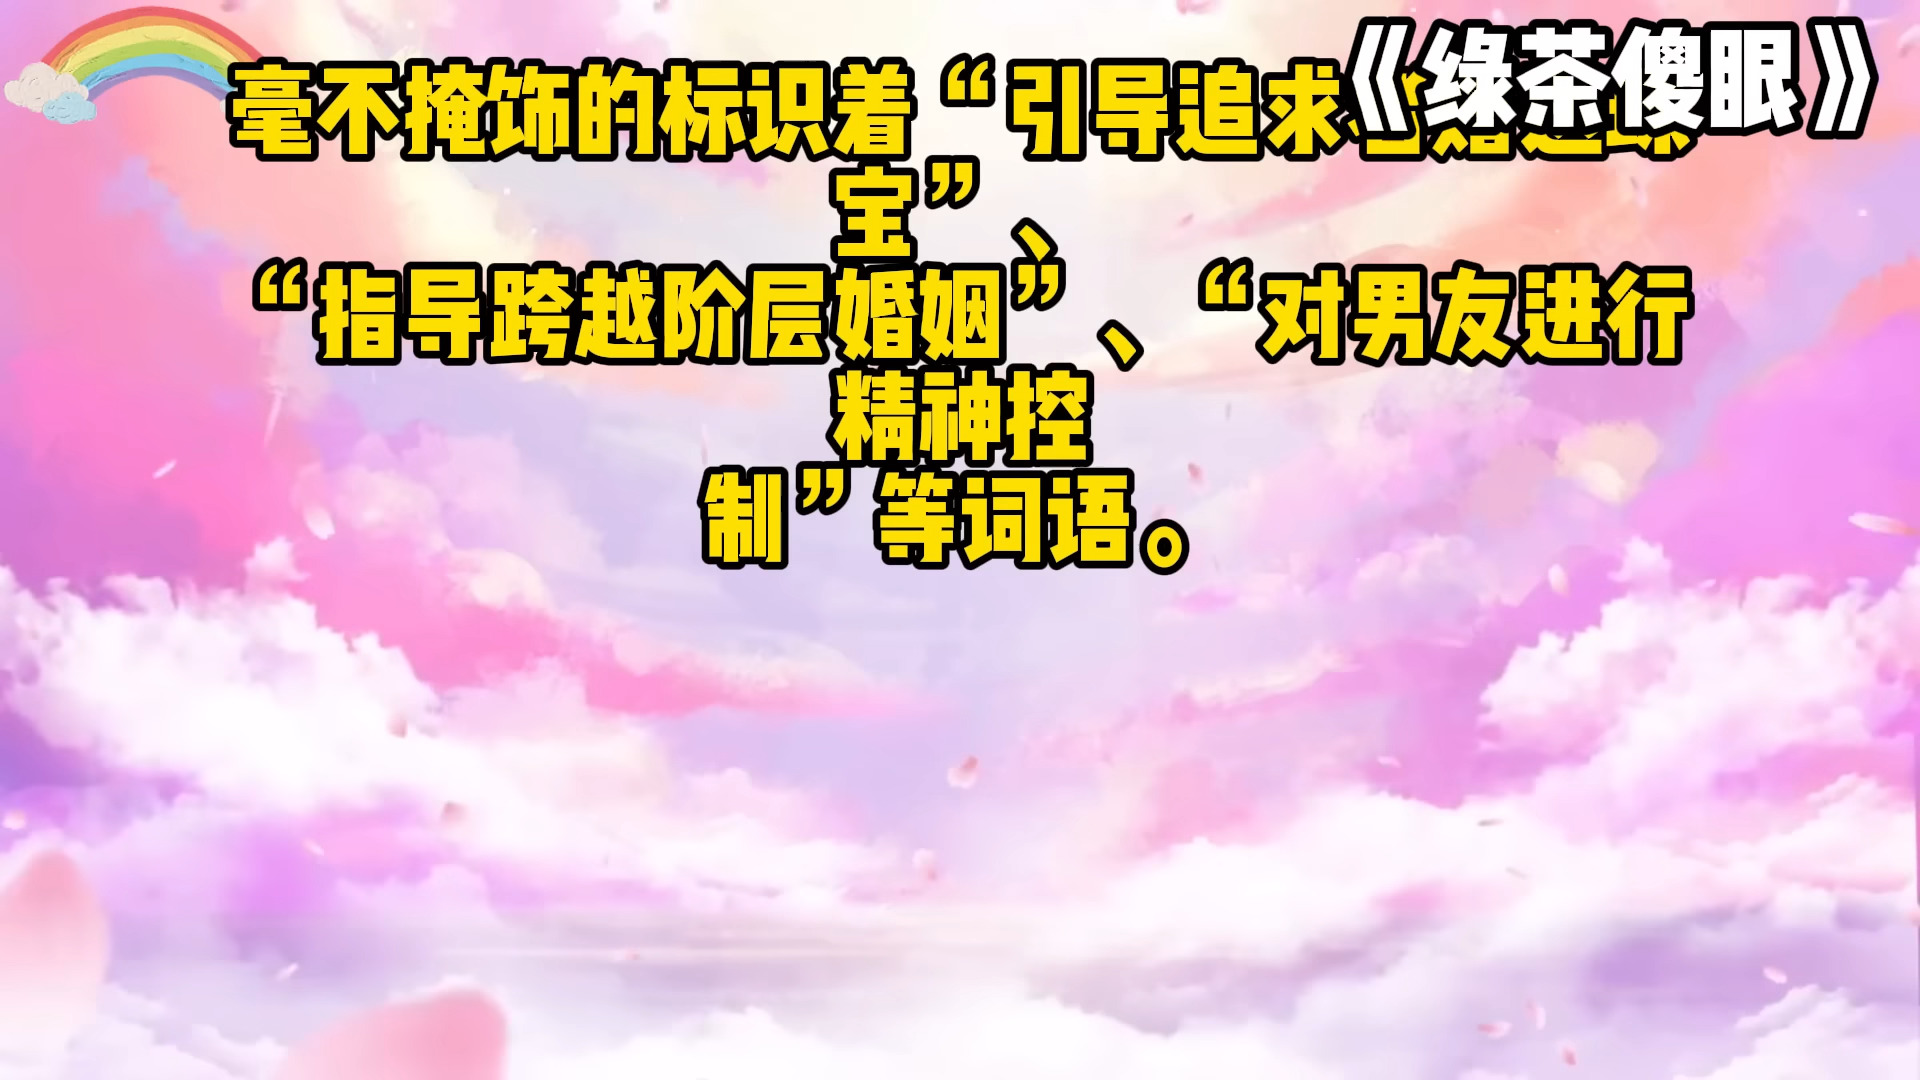 《绿茶傻眼》
毫不掩饰的标识着“引导追求
宝”、
“指导跨越阶层婚姻”、“对男友进行
精神控
制”等词语。